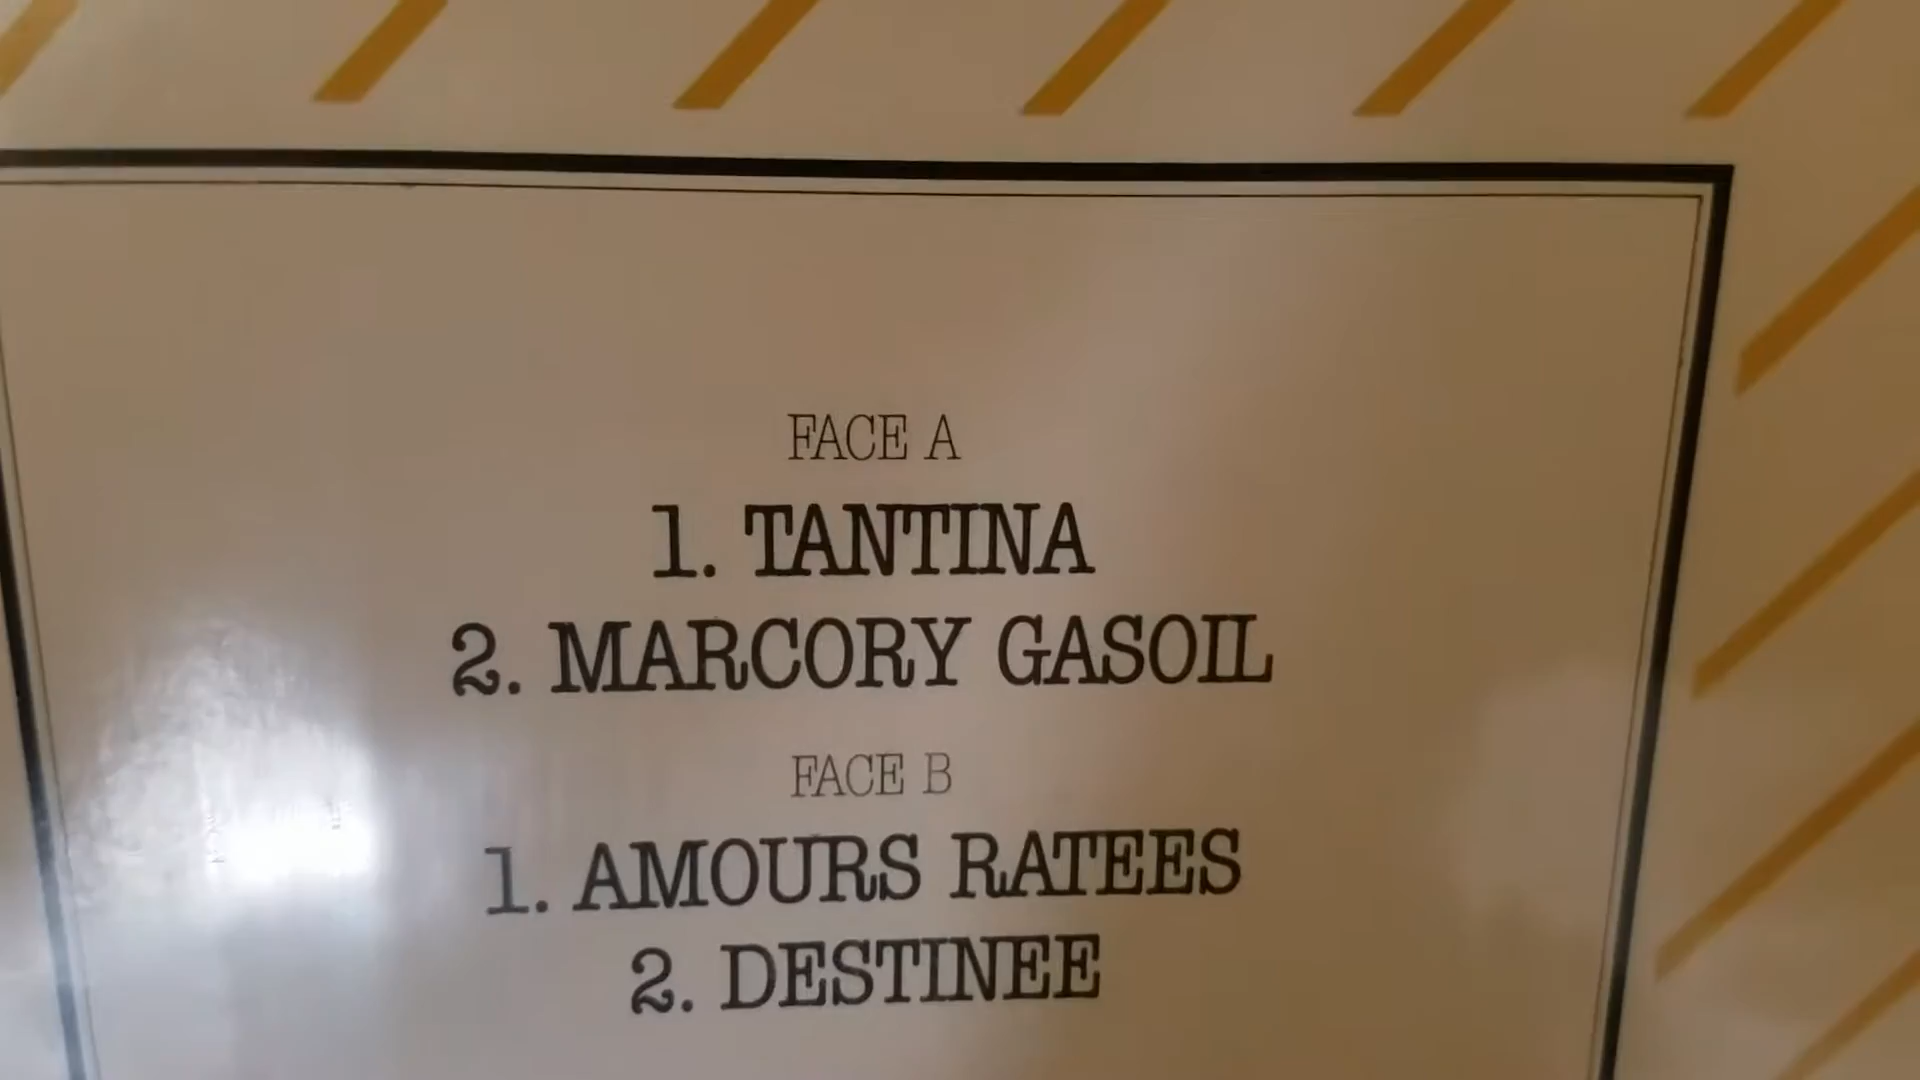 FACE A
1. TANTINA
2. MARCORY GASOIL
FACE B
1. AMOURS RATEES
2. DESTINEE